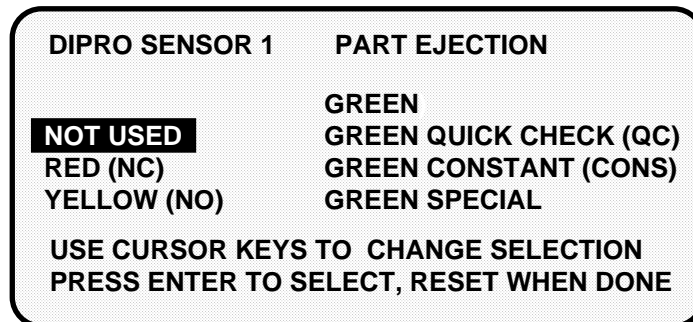 DIPRO SENSOR 1 PART EJECTION
GREEN
NOT USED GREEN QUICK CHECK (QC)
RED (NC) GREEN CONSTANT (CONS)
YELLOW (NO) GREEN SPECIAL
USE CURSOR KEYS TO CHANGE SELECTION
PRESS ENTER TO SELECT, RESET WHEN DONE